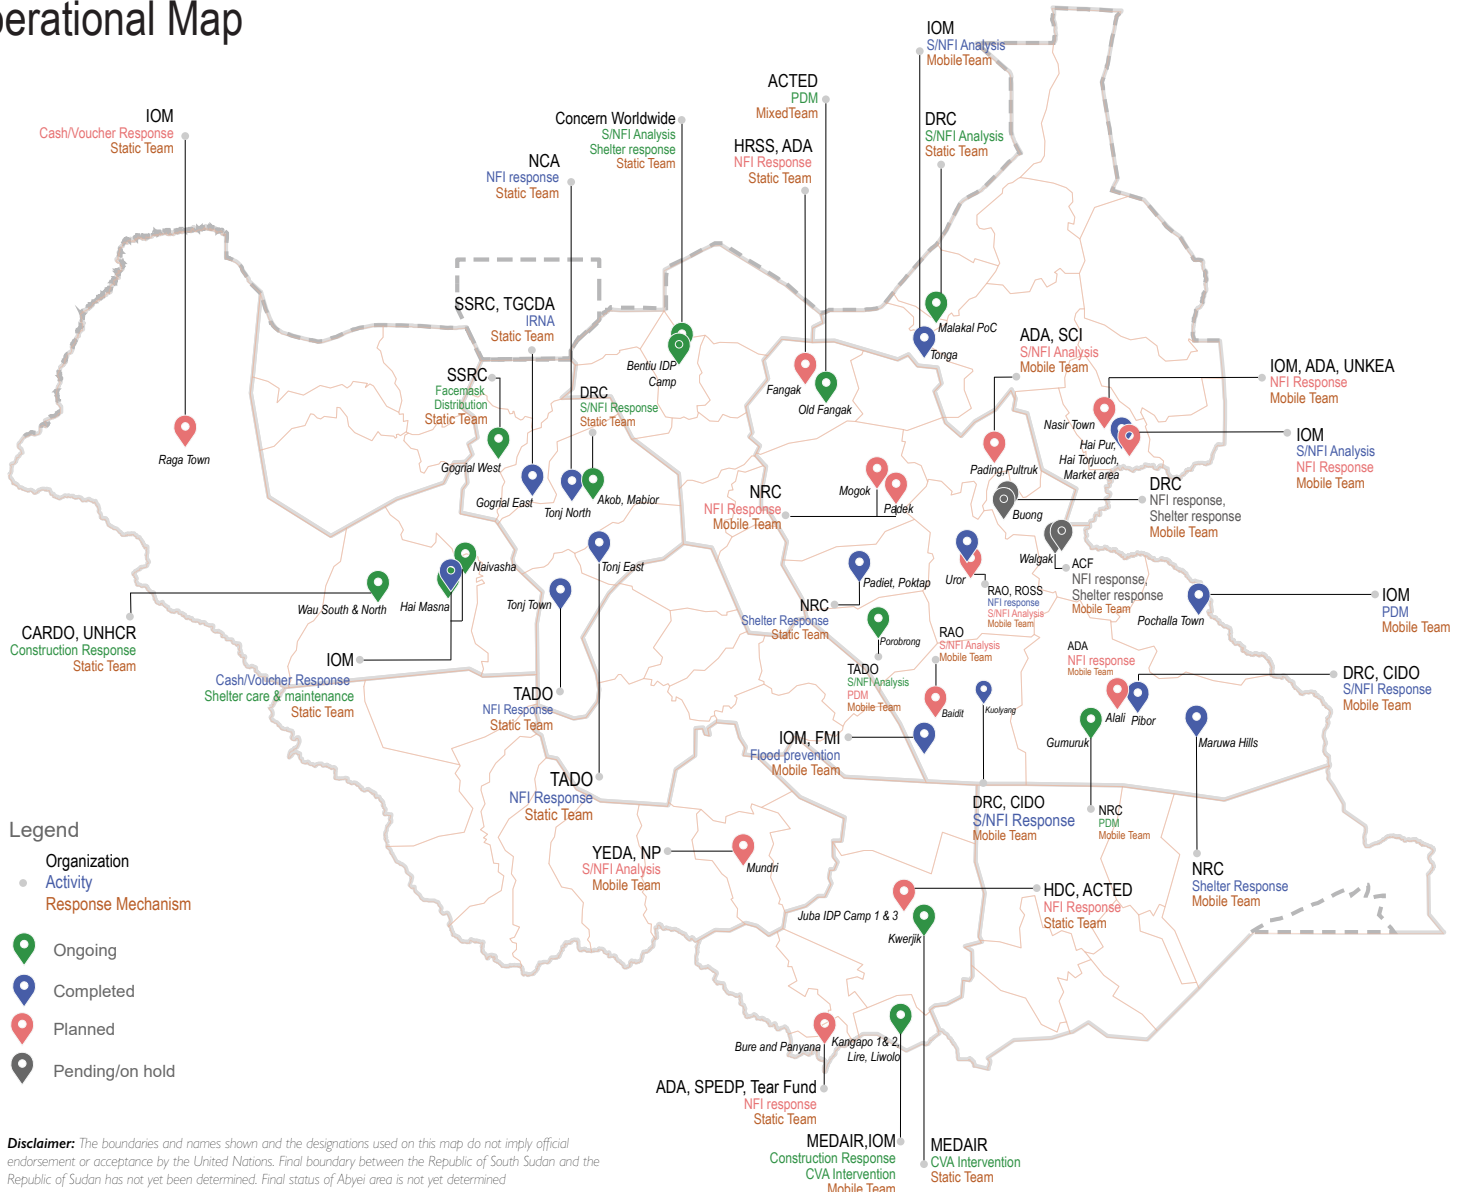 perational Map
IOM
S/NFI Analysis
MobileTeam
ACTED
PDM
MixedTeam
IOM
Cash/Voucher Response
Static Team
Concern Worldwide
S/NFI Analysis
Shelter response
Static Team
DRC
S/NFI Analysis
Static Team
HRSS, ADA
NFI Response
Static Team
NCA
NFI response
Static Team
SSRC, TGCDA
IRNA
Static Team
Malakal PoC
Tonga
ADA, SCI
S/NFI Analysis
Mobile Team
Bentiu IDP
Camp
IOM, ADA, UNKEA
NFI Response
Mobile Team
SSRC
Facemask
Distribution
Static Team
DRC
S/NFI Response
Static Team
Fangak
Old Fangak
Nasir Town
Hai Pur,
Hai Torjuoch,
Market area
IOM
S/NFI Analysis
NFI Response
Mobile Team
Raga Town
Gogrial West
Pading,Pultruk
Gogrial East
Tonj North
Akob, Mabior
NRC
NFI Response
Mobile Team
Mogok
Padek
Buong
DRC
NFI response,
Shelter response
Mobile Team
Naivasha
Tonj East
Walgak
ACF
NFI response,
Shelter response
Mobile Team
Wau South & North
Hai Masna
Tonj Town
Padiet, Poktap
Uror
RAO, ROSS
NFI response
S/NFI Analysis
Mobile Team
Pochalla Town
IOM
PDM
Mobile Team
NRC
Shelter Response
Static Team
CARDO, UNHCR
Construction Response
Static Team
Porobrong
RAO
S/NFI Analysis
Mobile Team
ADA
NFI response
Mobile Team
IOM
Cash/Voucher Response
Shelter care & maintenance
Static Team
TADO
S/NFI Analysis
PDM
Mobile Team
DRC, CIDO
S/NFI Response
Mobile Team
TADO
NFI Response
Static Team
Baidit
Kuolyang
Alali
Pibor
Gumuruk
Maruwa Hills
IOM, FMI
Flood prevention
Mobile Team
TADO
NFI Response
Static Team
DRC, CIDO
S/NFI Response
Mobile Team
NRC
PDM
Mobile Team
NRC
Shelter Response
Mobile Team
YEDA, NP
S/NFI Analysis
Mobile Team
Mundri
HDC, ACTED
NFI Response
Static Team
Juba IDP Camp 1 & 3
Kwerjik
Legend
Organization
Activity
Response Mechanism
Ongoing
Completed
Planned
Pending/on hold
Bure and Panyana
Kangapo 1& 2,
Lire, Liwolo
ADA, SPEDP, Tear Fund
NFI response
Static Team
MEDAIR,IOM
Construction Response
CVA Intervention
Mobile Team
MEDAIR
CVA Intervention
Static Team
Disclaimer: The boundaries and names shown and the designations used on this map do not imply official
endorsement or acceptance by the United Nations. Final boundary between the Republic of South Sudan and the
Republic of Sudan has not yet been determined. Final status of Abyei area is not yet determined